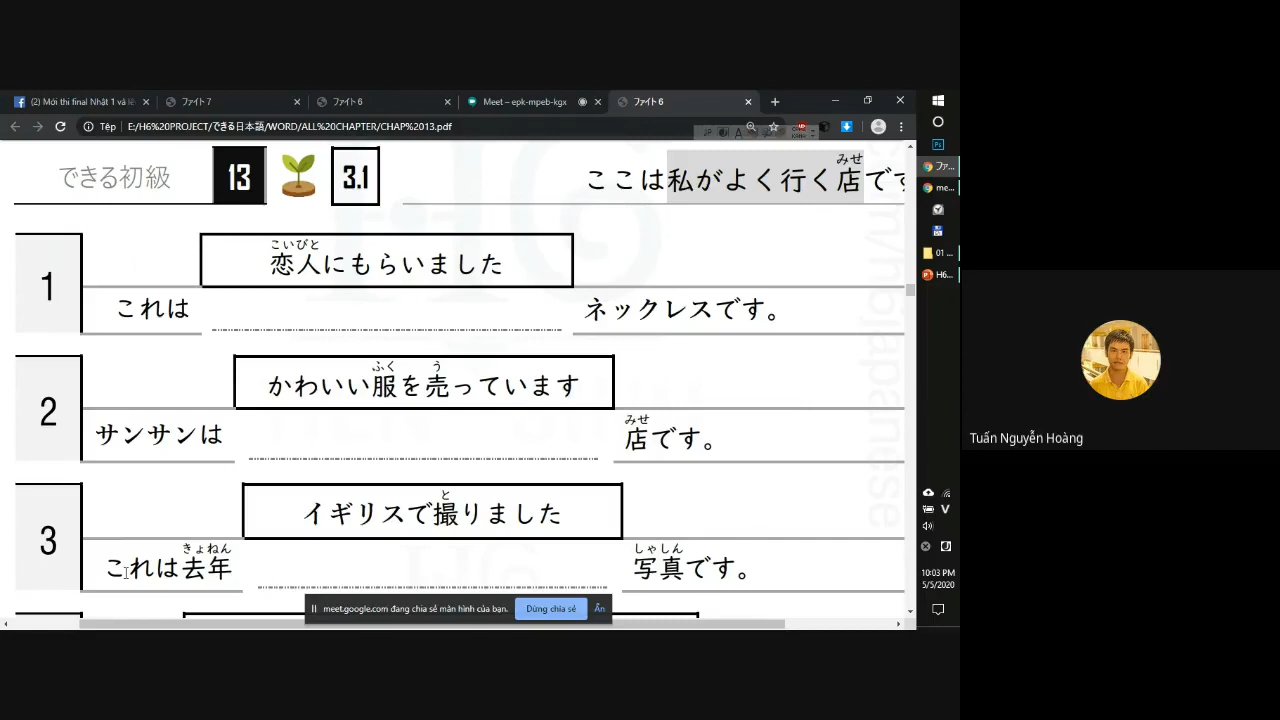 (2) Mới thi final Nhật 1 và lê
ファイト7
ファイト6
Meet – epk-mpeb-kgx
ファイト6
Tệp
E:/H6%20PROJECT/できる日本語/WORD/ALL%20CHAPTER/CHAP%2013.pdf
できる初級
13
3.1
みせ
ここは私がよく行く店です
こいびと
1
恋人にもらいました
これは
ネックレスです。
ふく
う
2
かわいい服を売っています
みせ
サンサンは
店です。
と
3
イギリスで撮りました
きょねん
しゃしん
これは去年
写真です。
meet.google.com đang chia sẻ màn hình của bạn.
Dừng chia sẻ
Ẩn
ファ...
me...
01 ...
H6...
10:03 PM
5/5/2020
Tuấn Nguyễn Hoàng